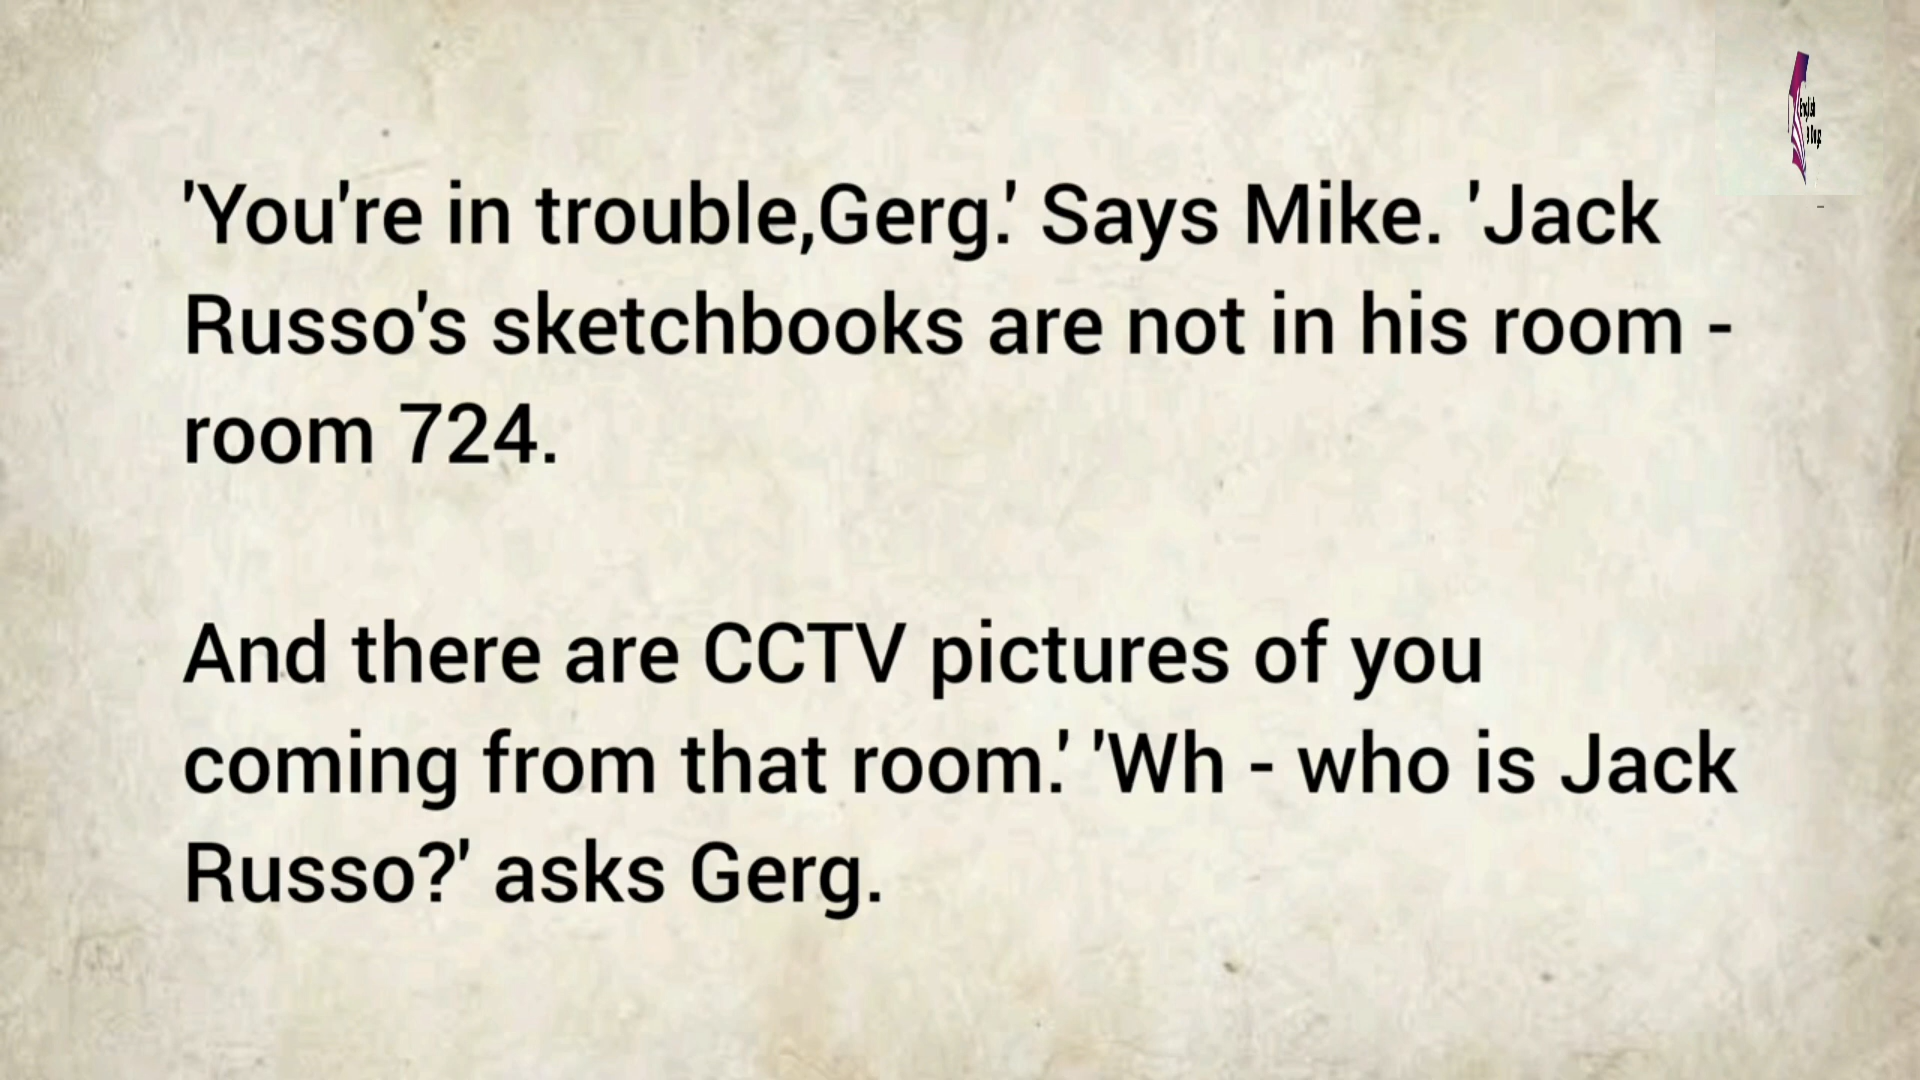 English
'You're in trouble,Gerg.' Says Mike. 'Jack
Russo's sketchbooks are not in his room -
room 724.
And there are CCTV pictures of you
coming from that room.' 'Wh - who is Jack
Russo?' asks Gerg.